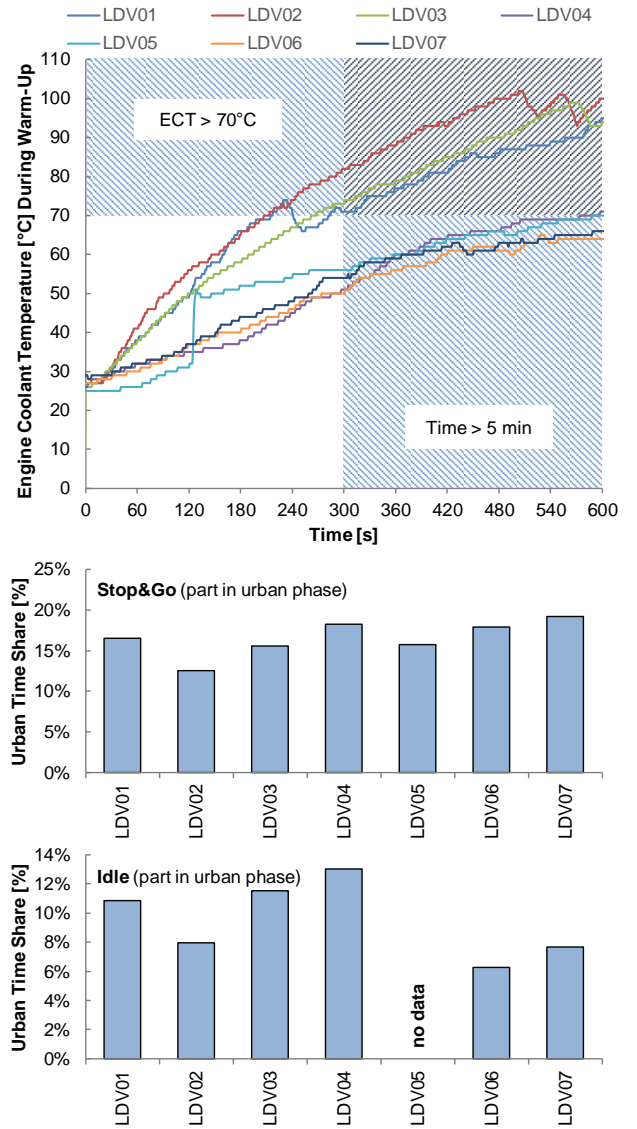 LDV01 LDV02 LDV03 LDV04
LDV05 LDV06 LDV07
Engine Coolant Temperature [°C] During Warm-Up
110
100
90
80
70
60
50
40
30
20
10
0
ECT > 70°C
Time > 5 min
0 60 120 180 240 300 360 420 480 540 600
Time [s]
Urban Time Share [%]
25%
20%
15%
10%
5%
0%
Stop&Go (part in urban phase)
LDV01 LDV02 LDV03 LDV04 LDV05 LDV06 LDV07
Urban Time Share [%]
14%
12%
10%
8%
6%
4%
2%
0%
Idle (part in urban phase)
no data
LDV01 LDV02 LDV03 LDV04 LDV05 LDV06 LDV07